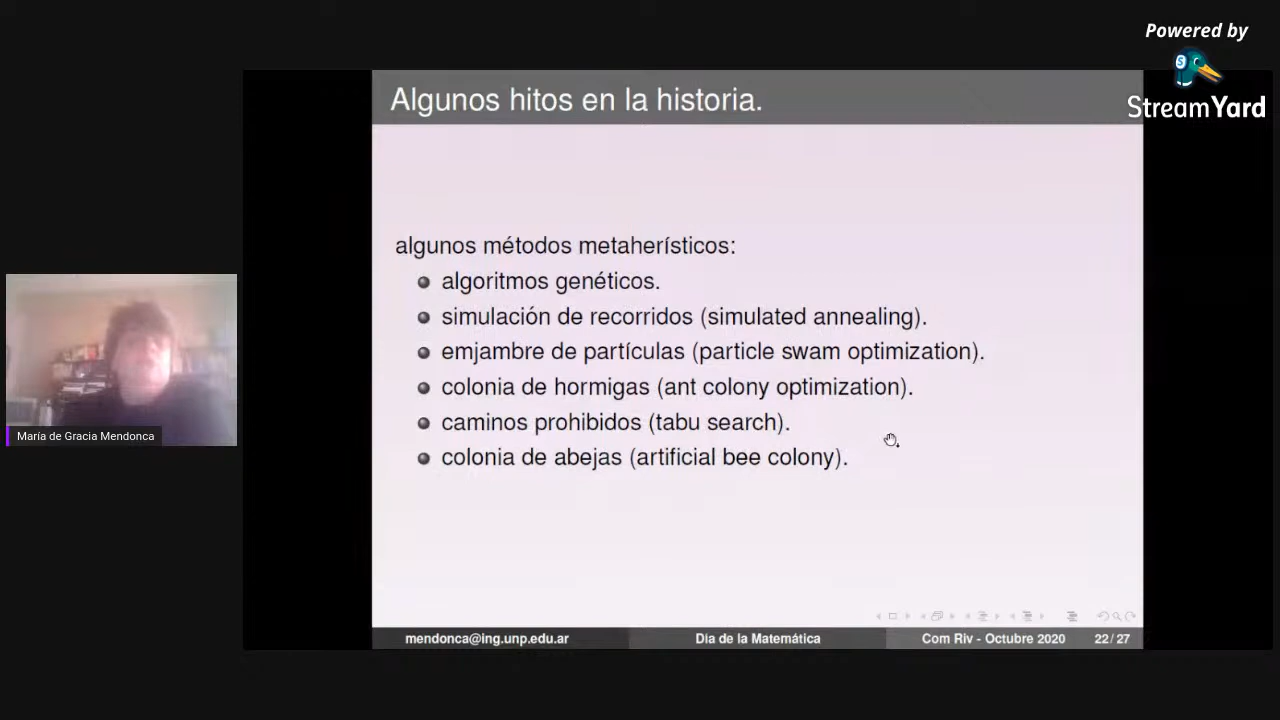 Powered by
StreamYard
Algunos hitos en la historia.
algunos métodos metaherísticos:
algoritmos genéticos.
simulación de recorridos (simulated annealing).
emjambre de partículas (particle swam optimization).
colonia de hormigas (ant colony optimization).
caminos prohibidos (tabu search).
colonia de abejas (artificial bee colony).
María de Gracia Mendonca
mendonca@ing.unp.edu.ar Dia de la Matemática Com Riv - Octubre 2020 22 / 27